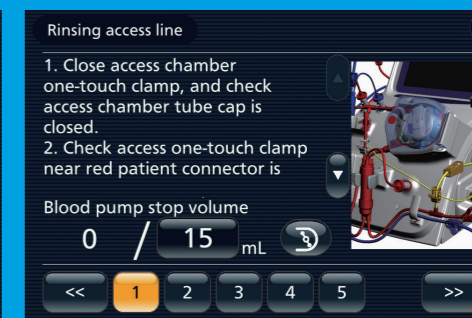 Rinsing access line
1. Close access chamber
one-touch clamp, and check
access chamber tube cap is
closed.
2. Check access one-touch clamp
near red patient connector is
Blood pump stop volume
0 / 15 mL
<< 1 2 3 4 5 >>